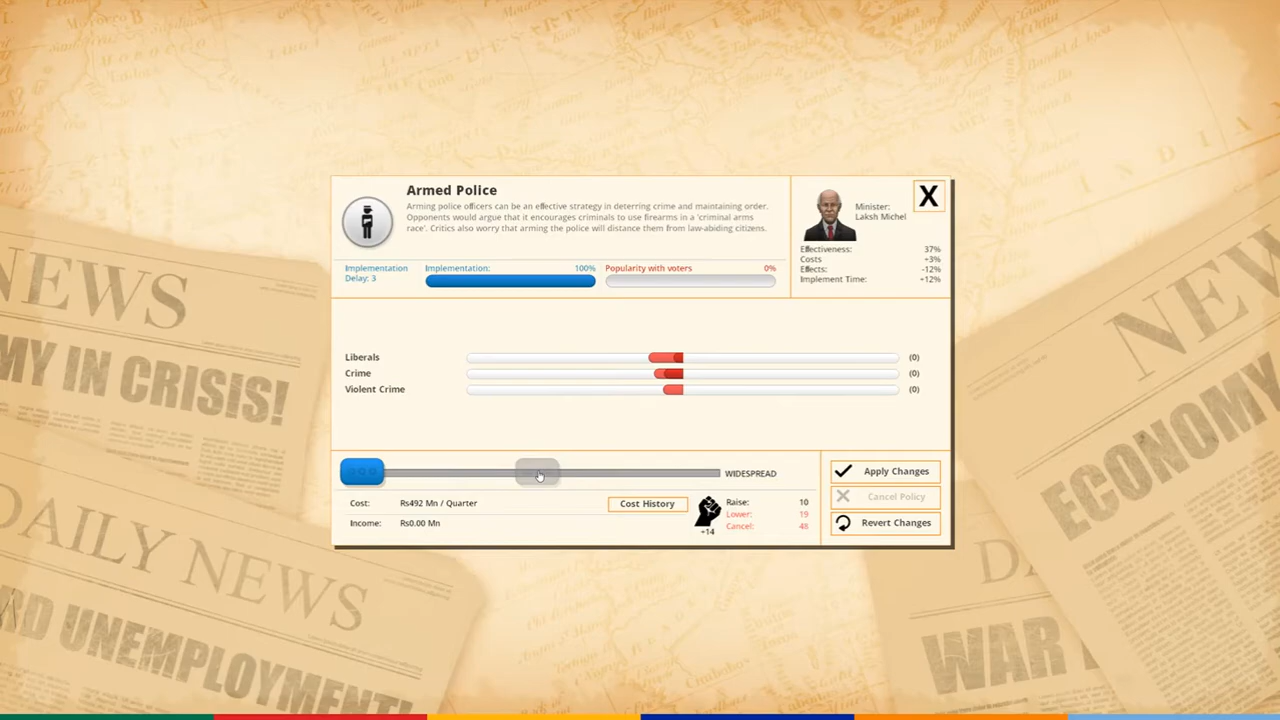 Armed Police
Arming police officers can be an effective strategy in deterring crime and maintaining order.
Opponents would argue that it encourages criminals to use firearms in a 'criminal arms
race'. Critics also worry that arming the police will distance them from law-abiding citizens.
Implementation
Delay: 3
Implementation: 100%
Popularity with voters 0%
Minister:
Laksh Michel
X
Effectiveness: 37%
Costs +3%
Effects: -12%
Implement Time: +12%
Liberals (0)
Crime (0)
Violent Crime (0)
WIDESPREAD
Cost: Rs492 Mn / Quarter
Income: Rs0.00 Mn
Cost History
+14
Raise: 10
Lower: 19
Cancel: 48
Apply Changes
Cancel Policy
Revert Changes
NEWS
MY IN CRISIS!
DAILY NEWS
RD UNEMPLOYMENT!
NEW
ECONOMY
DA
WAR
INDIA